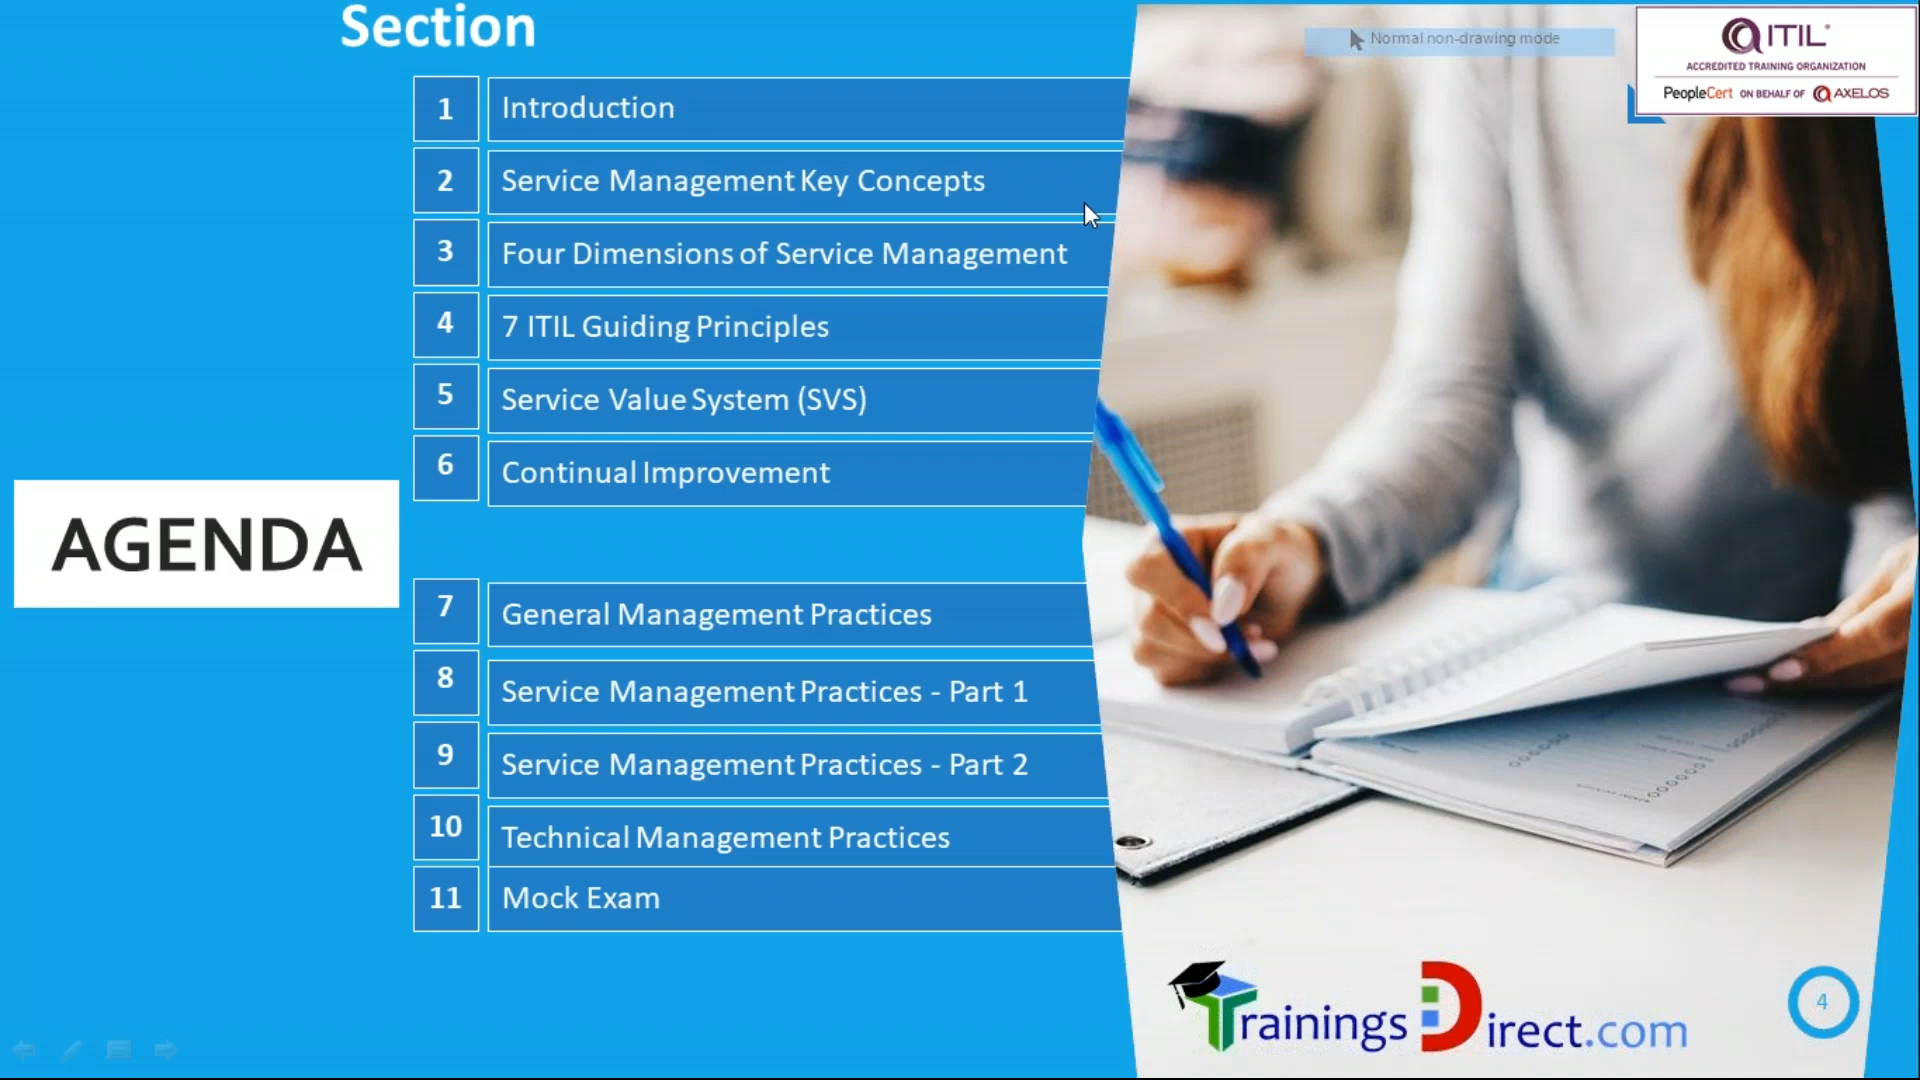 Section
1 Introduction
2 Service Management Key Concepts
3 Four Dimensions of Service Management
4 7 ITIL Guiding Principles
5 Service Value System (SVS)
6 Continual Improvement
AGENDA
7 General Management Practices
8 Service Management Practices - Part 1
9 Service Management Practices - Part 2
10 Technical Management Practices
11 Mock Exam
Normal non-drawing mode
ITIL®
ACCREDITED TRAINING ORGANIZATION
PeopleCert ON BEHALF OF AXELOS
TrainingsDirect.com
4